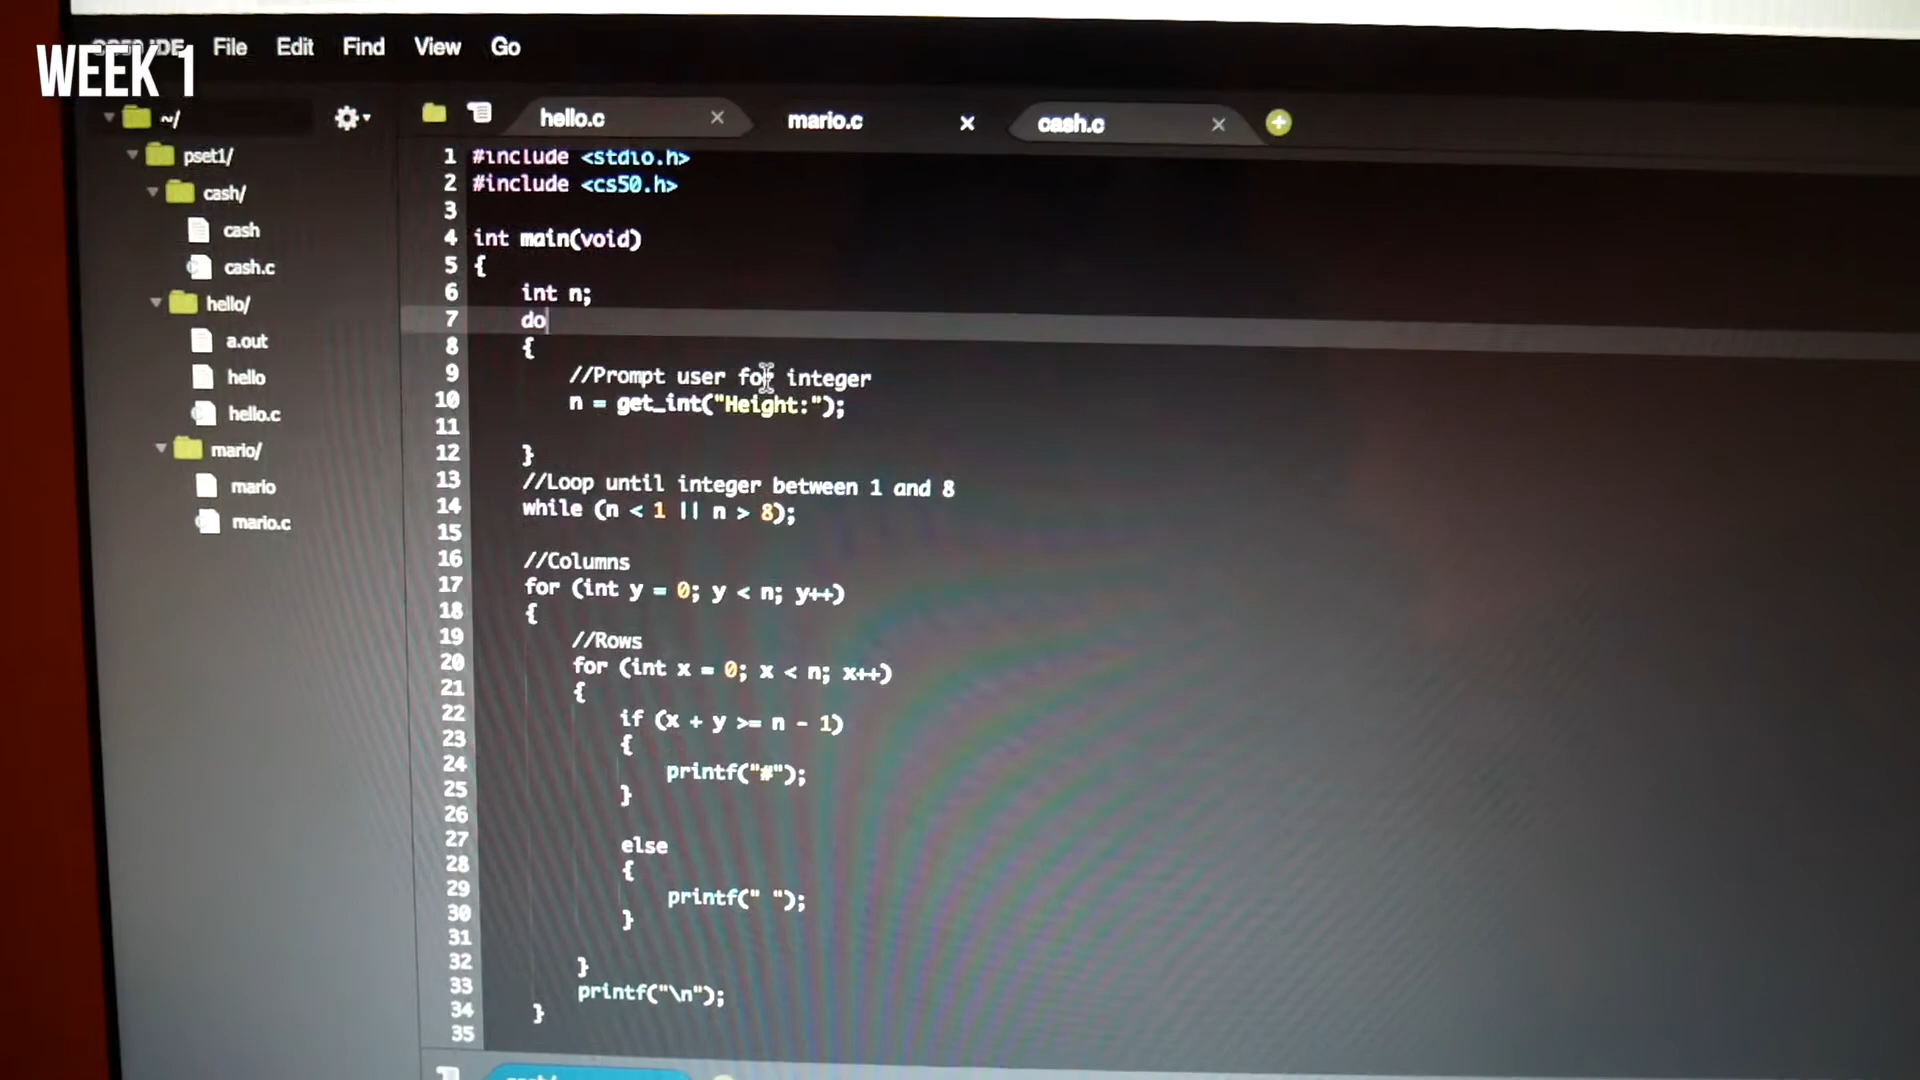 WEEK 1
File Edit Find View Go
~/
pset1/
cash/
cash
cash.c
hello/
a.out
hello
hello.c
mario/
mario
mario.c
hello.c mario.c cash.c
1 #include <stdio.h>
2 #include <cs50.h>
3
4 int main(void)
5 {
6 int n;
7 do
8 {
9 //Prompt user for integer
10 n = get_int("Height:");
11
12 }
13 //Loop until integer between 1 and 8
14 while (n < 1 || n > 8);
15
16 //Columns
17 for (int y = 0; y < n; y++)
18 {
19 //Rows
20 for (int x = 0; x < n; x++)
21 {
22 if (x + y >= n - 1)
23 {
24 printf("#");
25 }
26
27 else
28 {
29 printf(" ");
30 }
31
32 }
33 printf("\n");
34 }
35